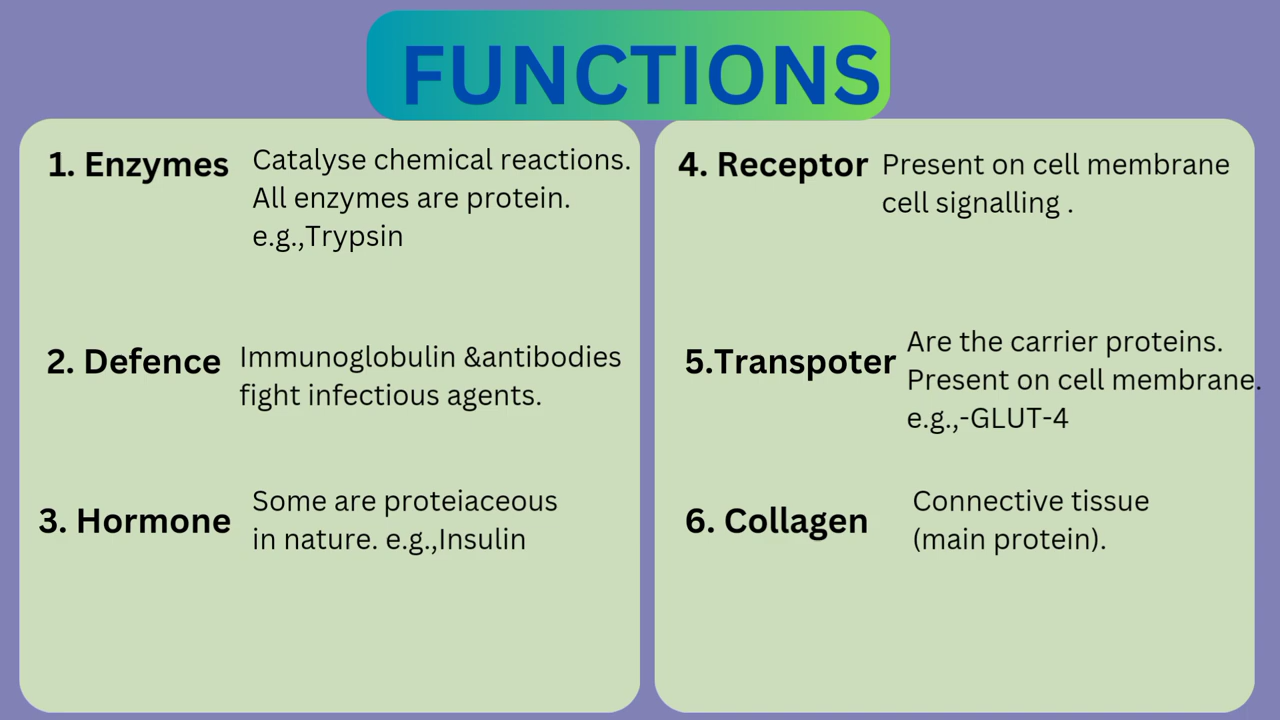 FUNCTIONS
1. Enzymes
Catalyse chemical reactions.
All enzymes are protein.
e.g.,Trypsin
2. Defence
Immunoglobulin &antibodies
fight infectious agents.
3. Hormone
Some are proteiaceous
in nature. e.g.,Insulin
4. Receptor
Present on cell membrane
cell signalling .
5.Transpoter
Are the carrier proteins.
Present on cell membrane.
e.g.,-GLUT-4
6. Collagen
Connective tissue
(main protein).